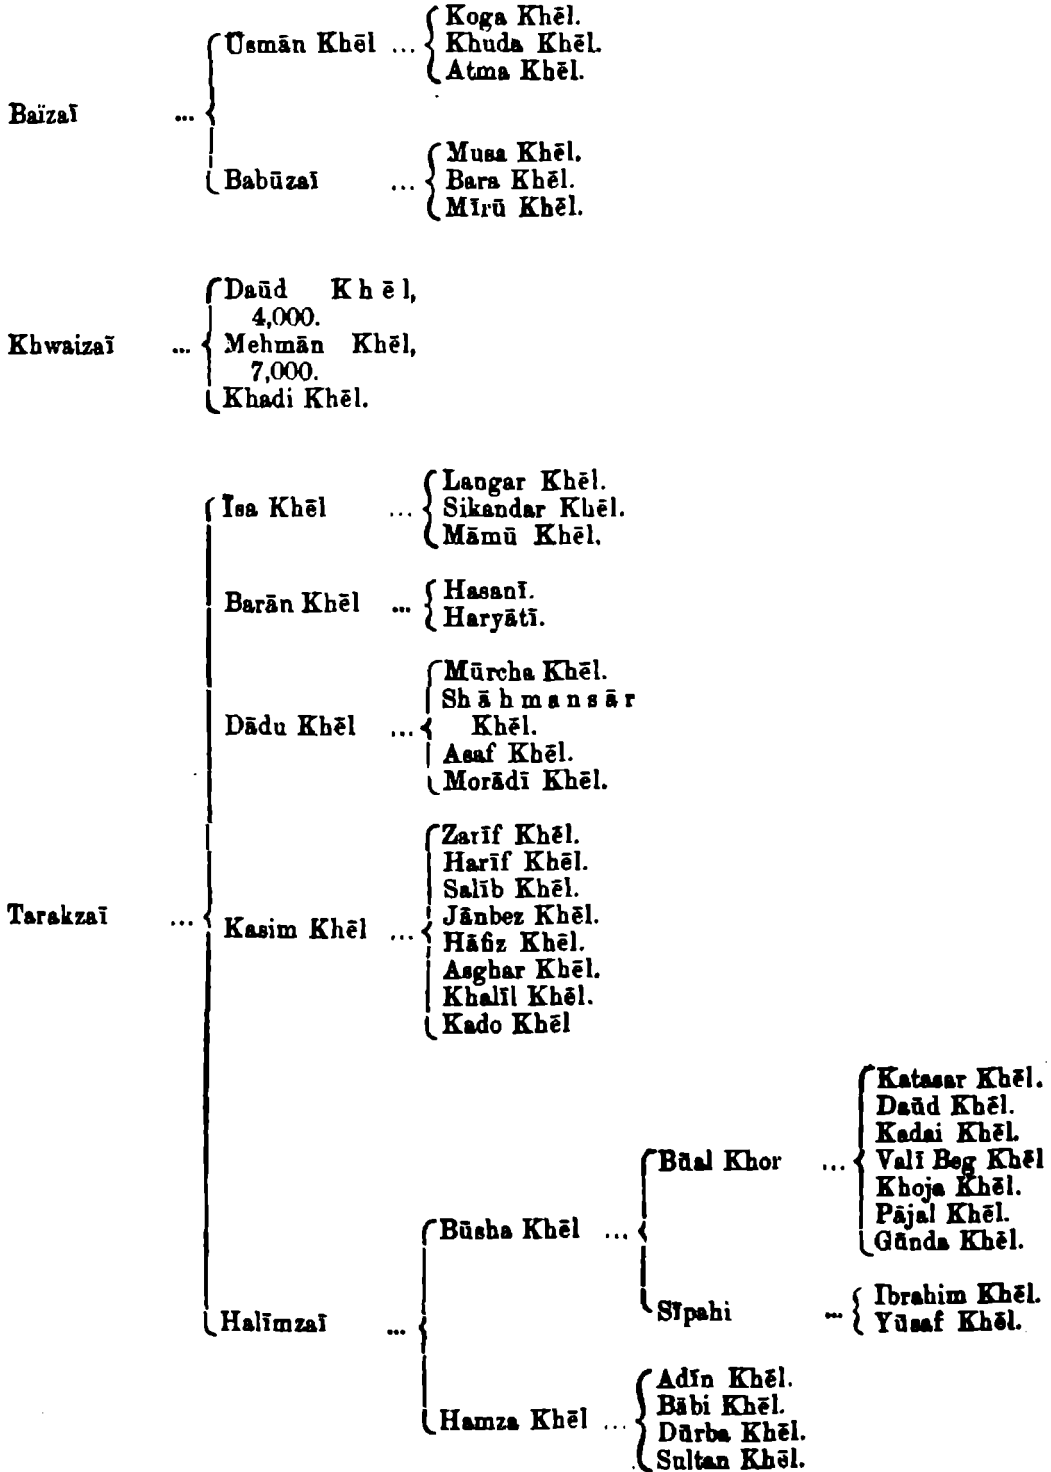 Koga Khēl.
Ūsmān Khēl ... Khuda Khēl.
Atma Khēl.
Baïzaī ...
Musa Khēl.
Babūzaī ... Bara Khēl.
Mīrū Khēl.
Daūd Khēl,
4,000.
Khwaizaī ... Mehmān Khēl,
7,000.
Khadi Khēl.
Langar Khēl.
Īsa Khēl ... Sikandar Khēl.
Māmū Khēl.
Hasanī.
Barān Khēl ...
Haryātī.
Mūrcha Khēl.
Shāhmansār
Dādu Khēl ... Khēl.
Asaf Khēl.
Morādī Khēl.
Zarīf Khēl.
Harīf Khēl.
Salīb Khēl.
Tarakzaī ... Jānbez Khēl.
Kasim Khēl ... Hāfiz Khēl.
Asghar Khēl.
Khalīl Khēl.
Kado Khēl
Katasar Khēl.
Daūd Khēl.
Kadai Khēl.
Būal Khor ... Valī Beg Khēl
Khoja Khēl.
Pājal Khēl.
Būsha Khēl ...
Gūnda Khēl.
Ibrahim Khēl.
Halīmzaī ... Sīpahi ...
Yūsaf Khēl.
Adīn Khēl.
Bābi Khēl.
Hamza Khēl ... Dūrba Khēl.
Sultan Khēl.